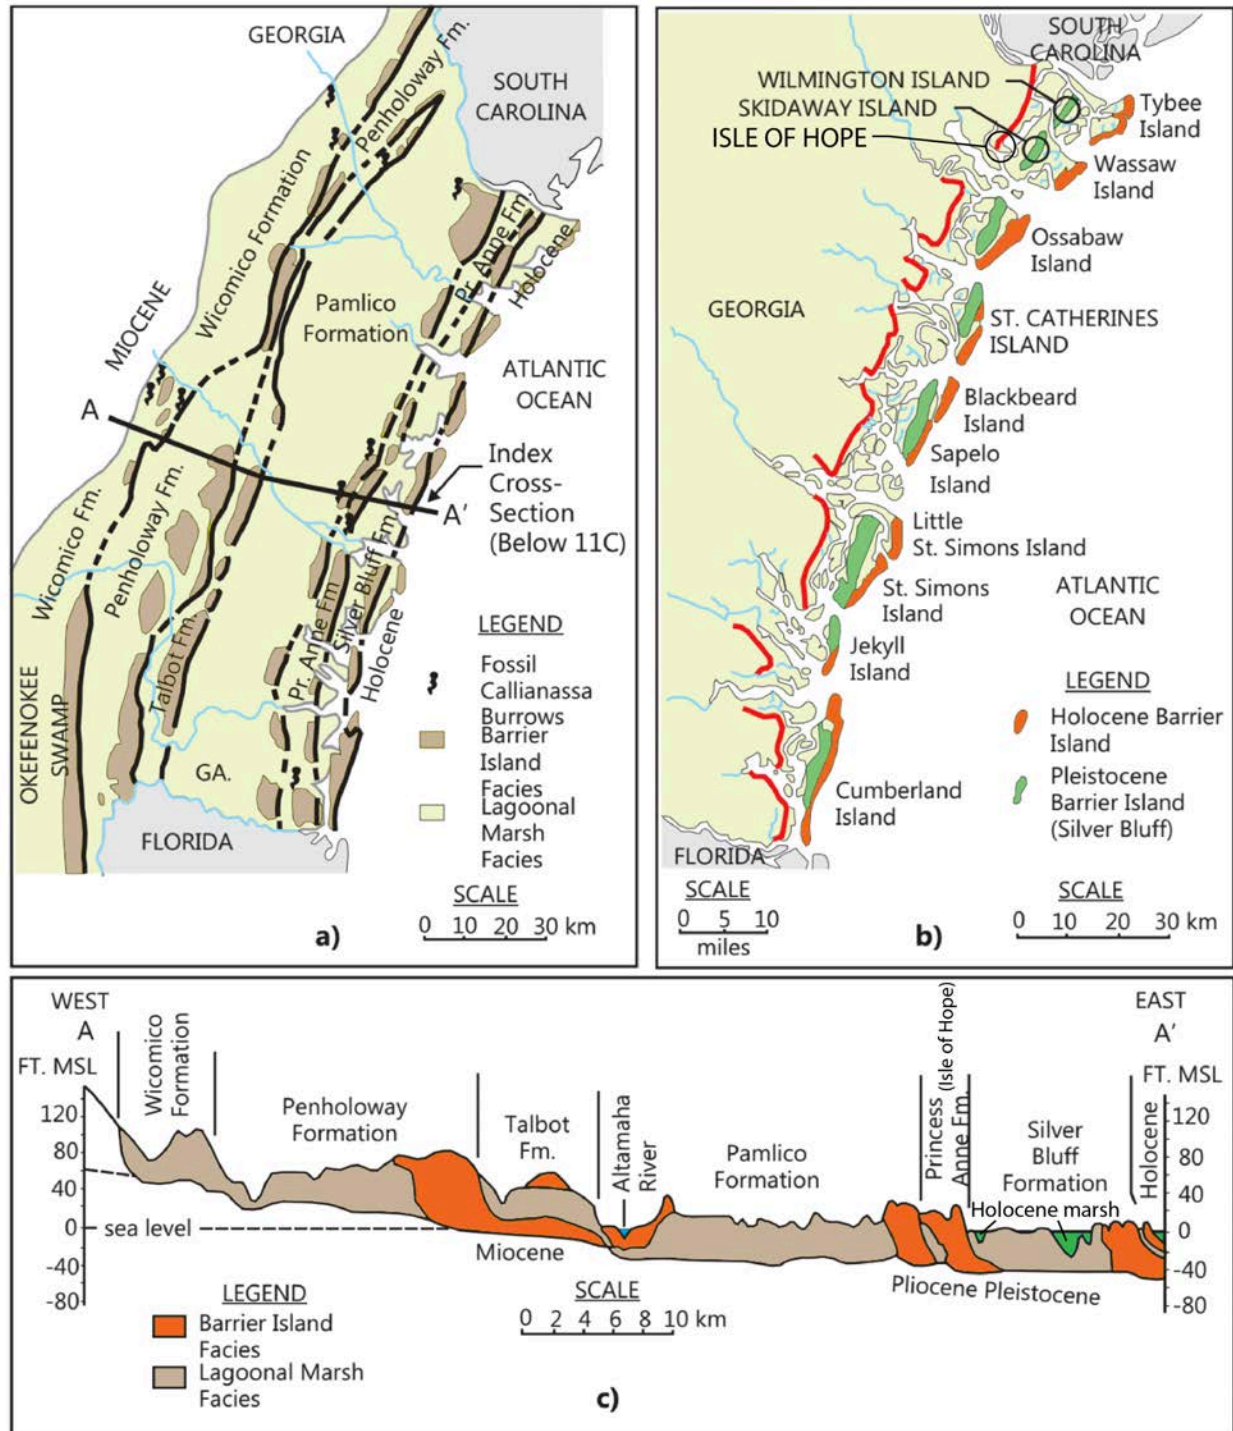 GEORGIA
Penholoway Fm.
SOUTH
CAROLINA
Wicomico Formation
Pr. Anne Fm.
Holocene
MIOCENE
Pamlico
Formation
ATLANTIC
OCEAN
A
A'
Index
Cross-
Section
(Below 11C)
Wicomico Fm.
Penholoway Fm.
Talbot Fm.
Pr. Anne Fm
Silver Bluff Fm.
Holocene
OKEFENOKEE
SWAMP
GA.
FLORIDA
LEGEND
Fossil
Callianassa
Burrows
Barrier
Island
Facies
Lagoonal
Marsh
Facies
SCALE
0 10 20 30 km
a)
SOUTH
CAROLINA
WILMINGTON ISLAND
SKIDAWAY ISLAND
ISLE OF HOPE
Tybee
Island
Wassaw
Island
Ossabaw
Island
GEORGIA
ST. CATHERINES
ISLAND
Blackbeard
Island
Sapelo
Island
Little
St. Simons Island
St. Simons
Island
ATLANTIC
OCEAN
Jekyll
Island
Cumberland
Island
FLORIDA
LEGEND
Holocene Barrier
Island
Pleistocene
Barrier Island
(Silver Bluff)
SCALE
0 5 10
miles
SCALE
0 10 20 30 km
b)
WEST
A
FT. MSL
120
80
40
0
-40
-80
sea level
Wicomico
Formation
Penholoway
Formation
Talbot
Fm.
Altamaha
River
Pamlico
Formation
Princess
Anne Fm.
(Isle of Hope)
Silver
Bluff
Formation
Holocene marsh
Holocene
EAST
A'
FT. MSL
120
80
40
0
-40
-80
Miocene
Pliocene Pleistocene
LEGEND
Barrier Island
Facies
Lagoonal Marsh
Facies
SCALE
0 2 4 6 8 10 km
c)